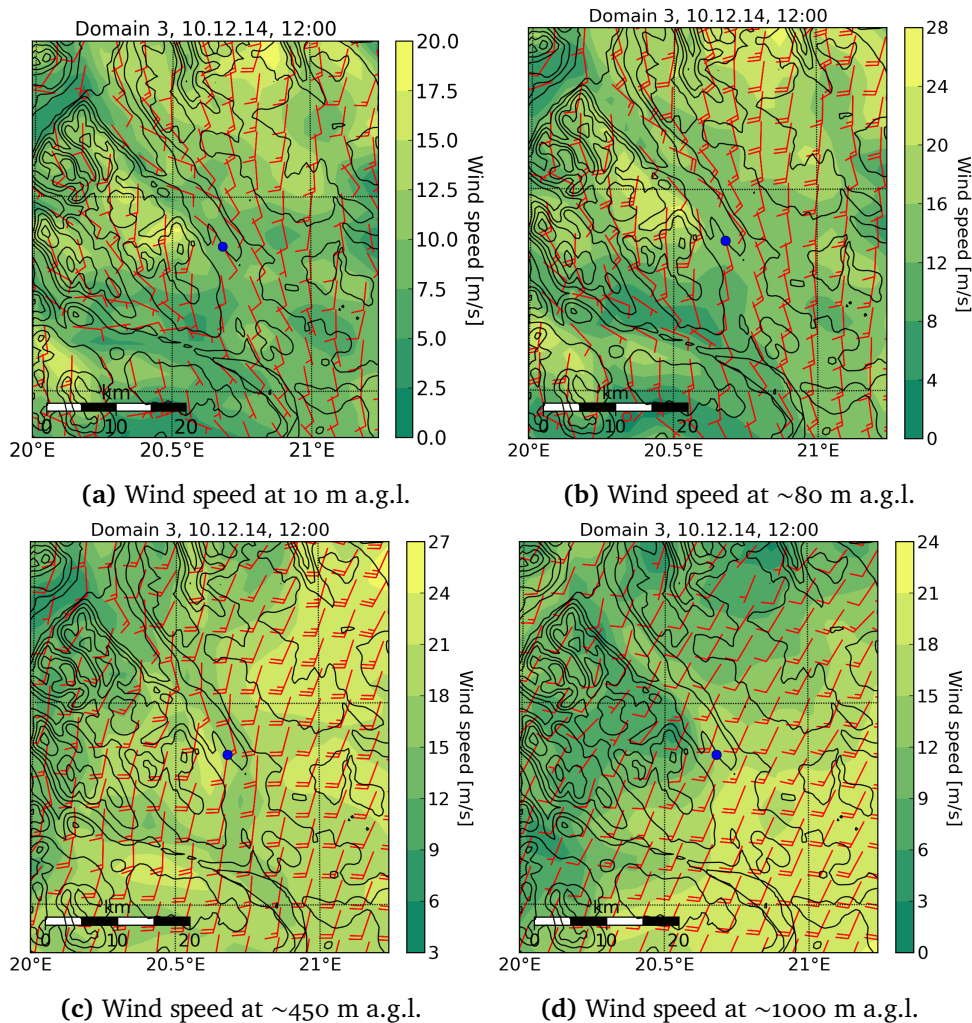 Domain 3, 10.12.14, 12:00
20.0
17.5
15.0
12.5
10.0
7.5
5.0
2.5
0.0
Wind speed [m/s]
km
0 10 20
20°E 20.5°E 21°E
(a) Wind speed at 10 m a.g.l.
Domain 3, 10.12.14, 12:00
28
24
20
16
12
8
4
0
Wind speed [m/s]
km
0 10 20
20°E 20.5°E 21°E
(b) Wind speed at ~80 m a.g.l.
Domain 3, 10.12.14, 12:00
27
24
21
18
15
12
9
6
3
Wind speed [m/s]
km
0 10 20
20°E 20.5°E 21°E
(c) Wind speed at ~450 m a.g.l.
Domain 3, 10.12.14, 12:00
24
21
18
15
12
9
6
3
0
Wind speed [m/s]
km
0 10 20
20°E 20.5°E 21°E
(d) Wind speed at ~1000 m a.g.l.